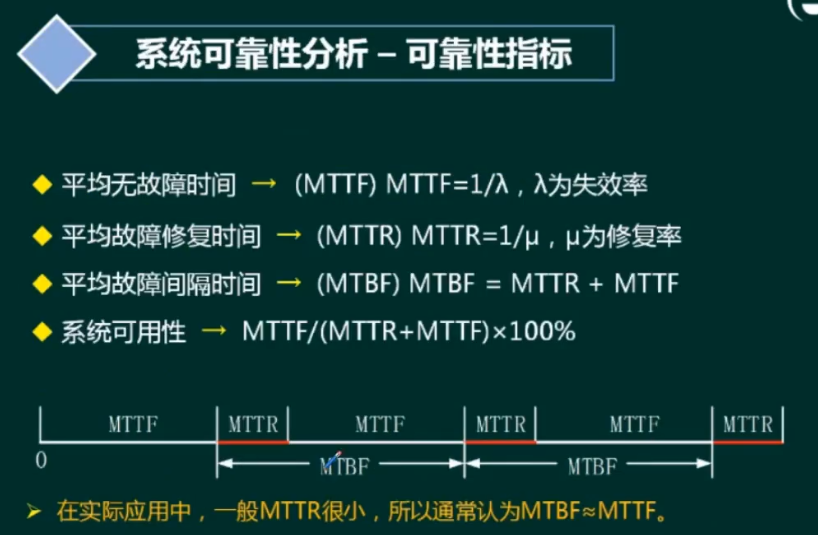 系统可靠性分析 – 可靠性指标
平均无故障时间 → (MTTF) MTTF=1/λ，λ为失效率
平均故障修复时间 → (MTTR) MTTR=1/μ，μ为修复率
平均故障间隔时间 → (MTBF) MTBF = MTTR + MTTF
系统可用性 → MTTF/(MTTR+MTTF)×100%
MTTF MTTR MTTF MTTR MTTF MTTR
0 MTBF MTBF
在实际应用中，一般MTTR很小，所以通常认为MTBF≈MTTF。